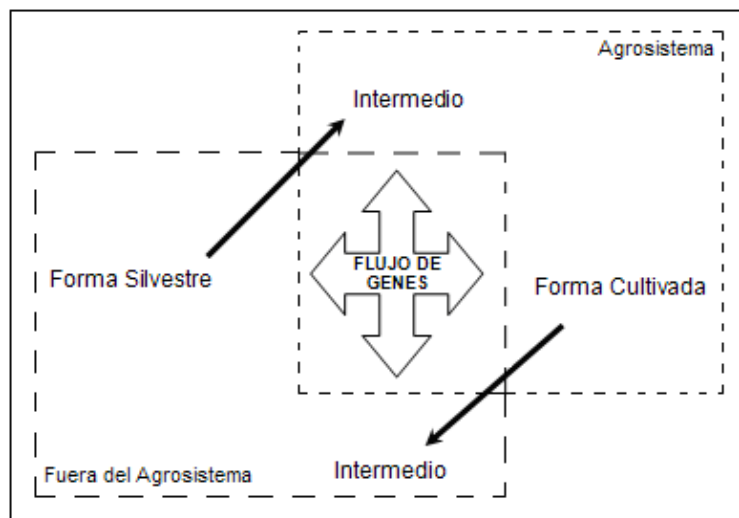 Agrosistema
Intermedio
FLUJO DE
GENES
Forma Silvestre
Forma Cultivada
Intermedio
Fuera del Agrosistema